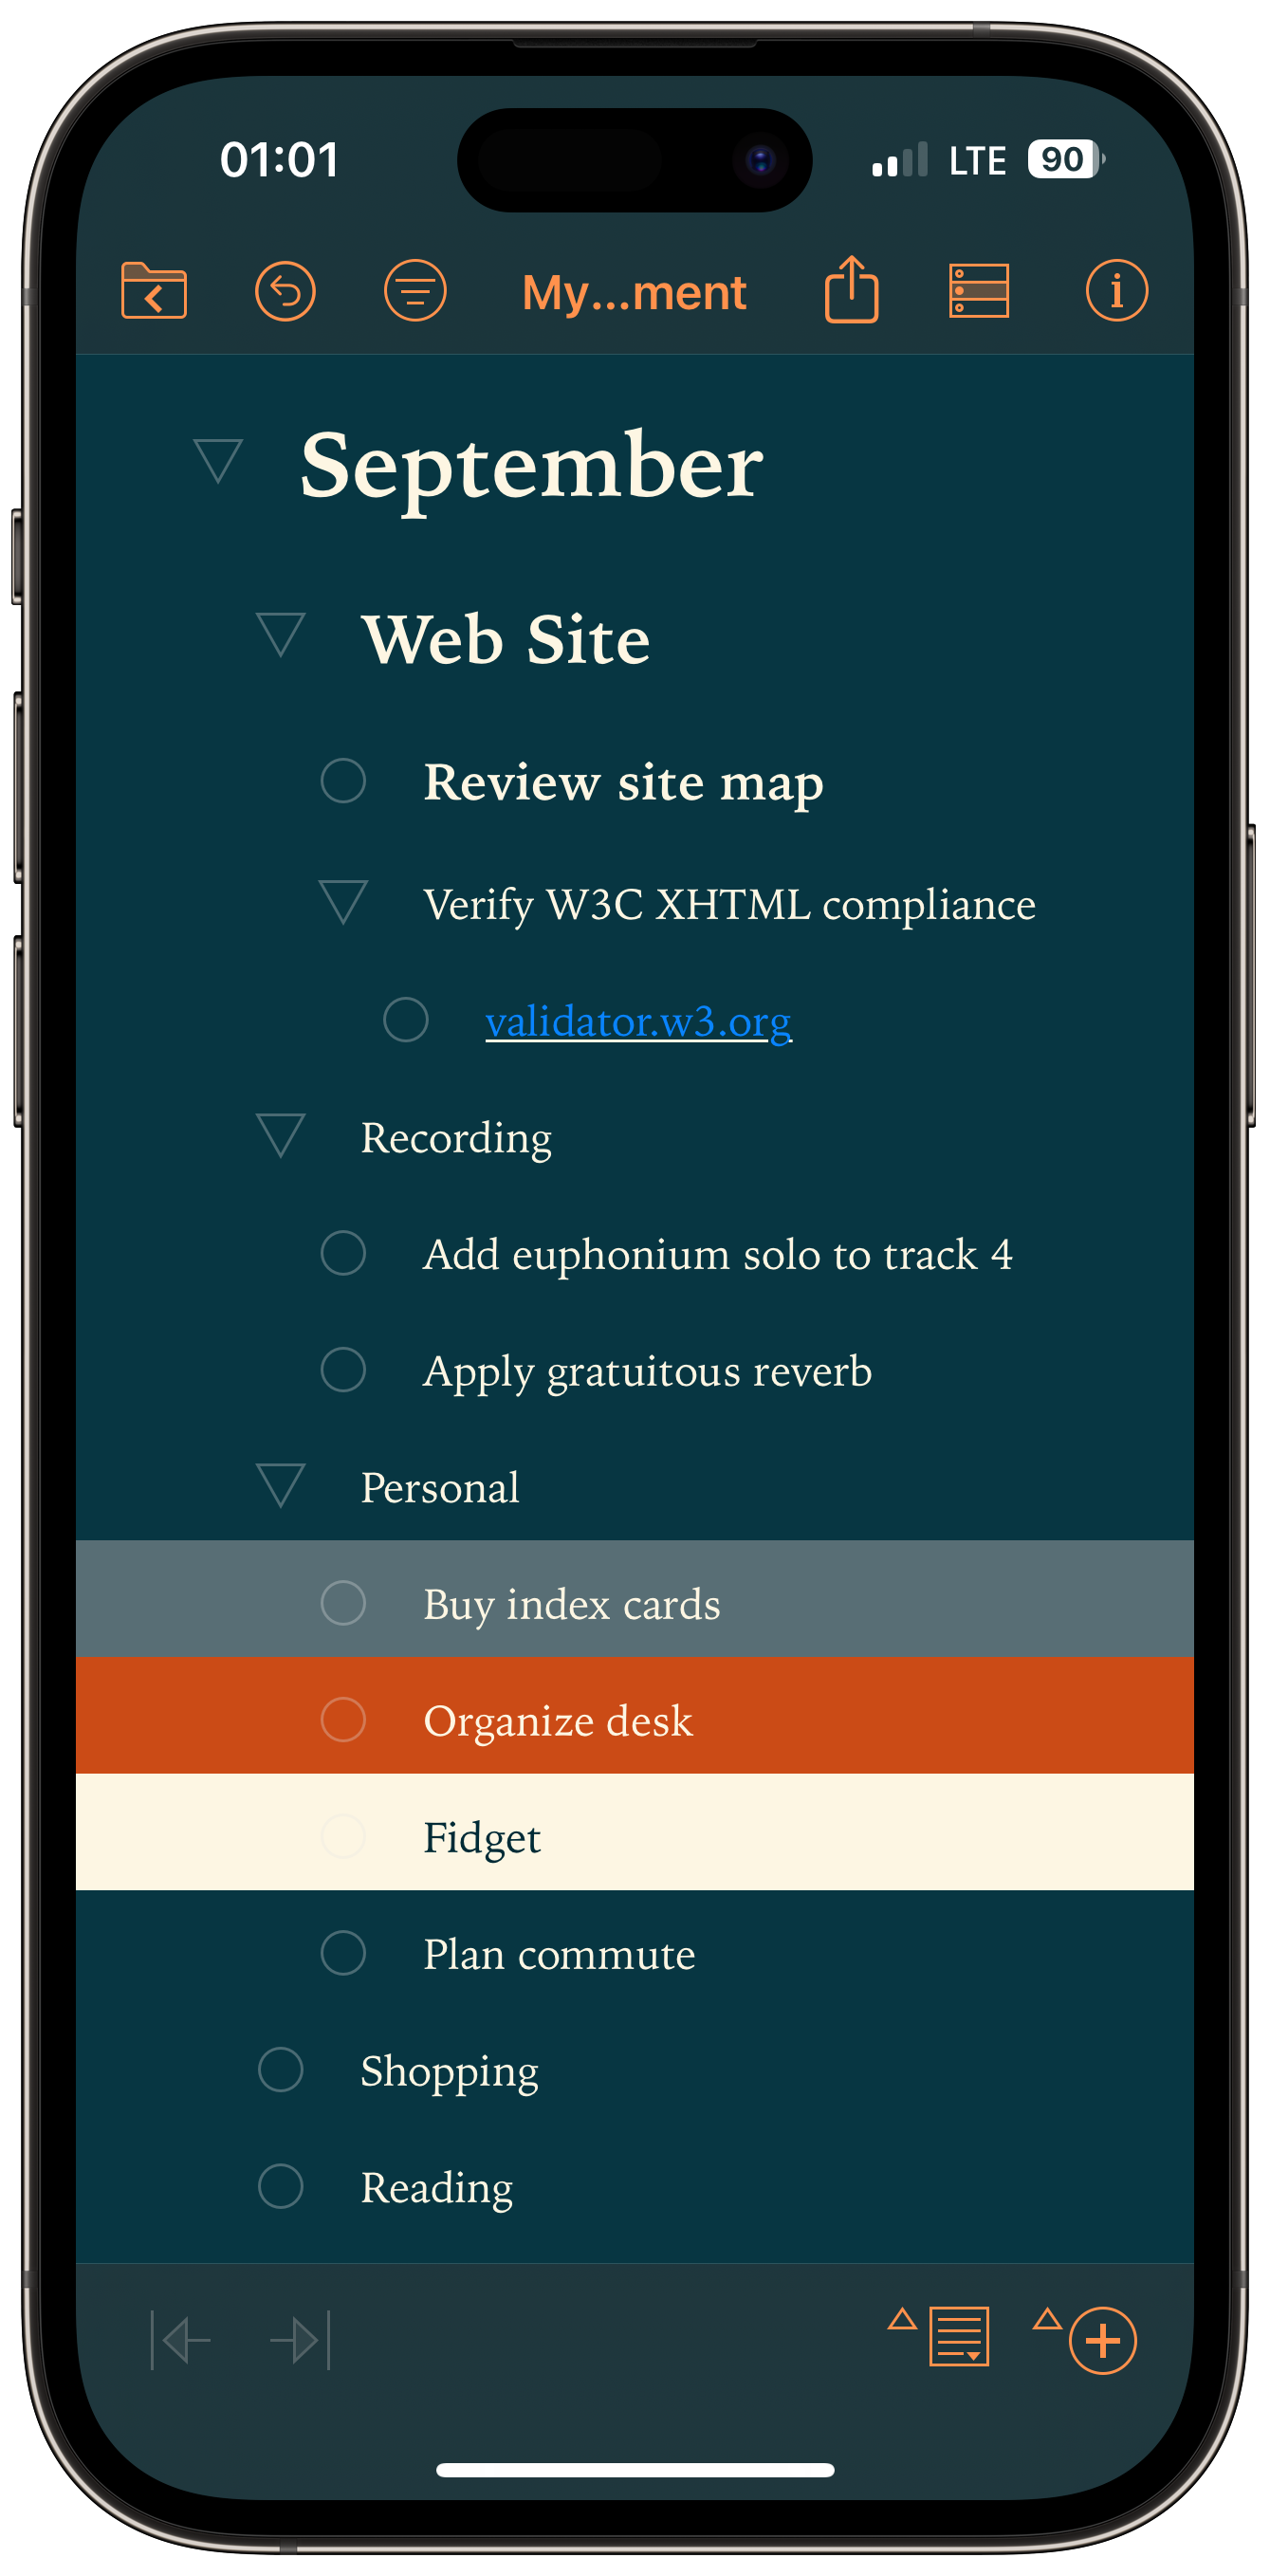 01:01 LTE 90
My...ment
September
Web Site
Review site map
Verify W3C XHTML compliance
validator.w3.org
Recording
Add euphonium solo to track 4
Apply gratuitous reverb
Personal
Buy index cards
Organize desk
Fidget
Plan commute
Shopping
Reading